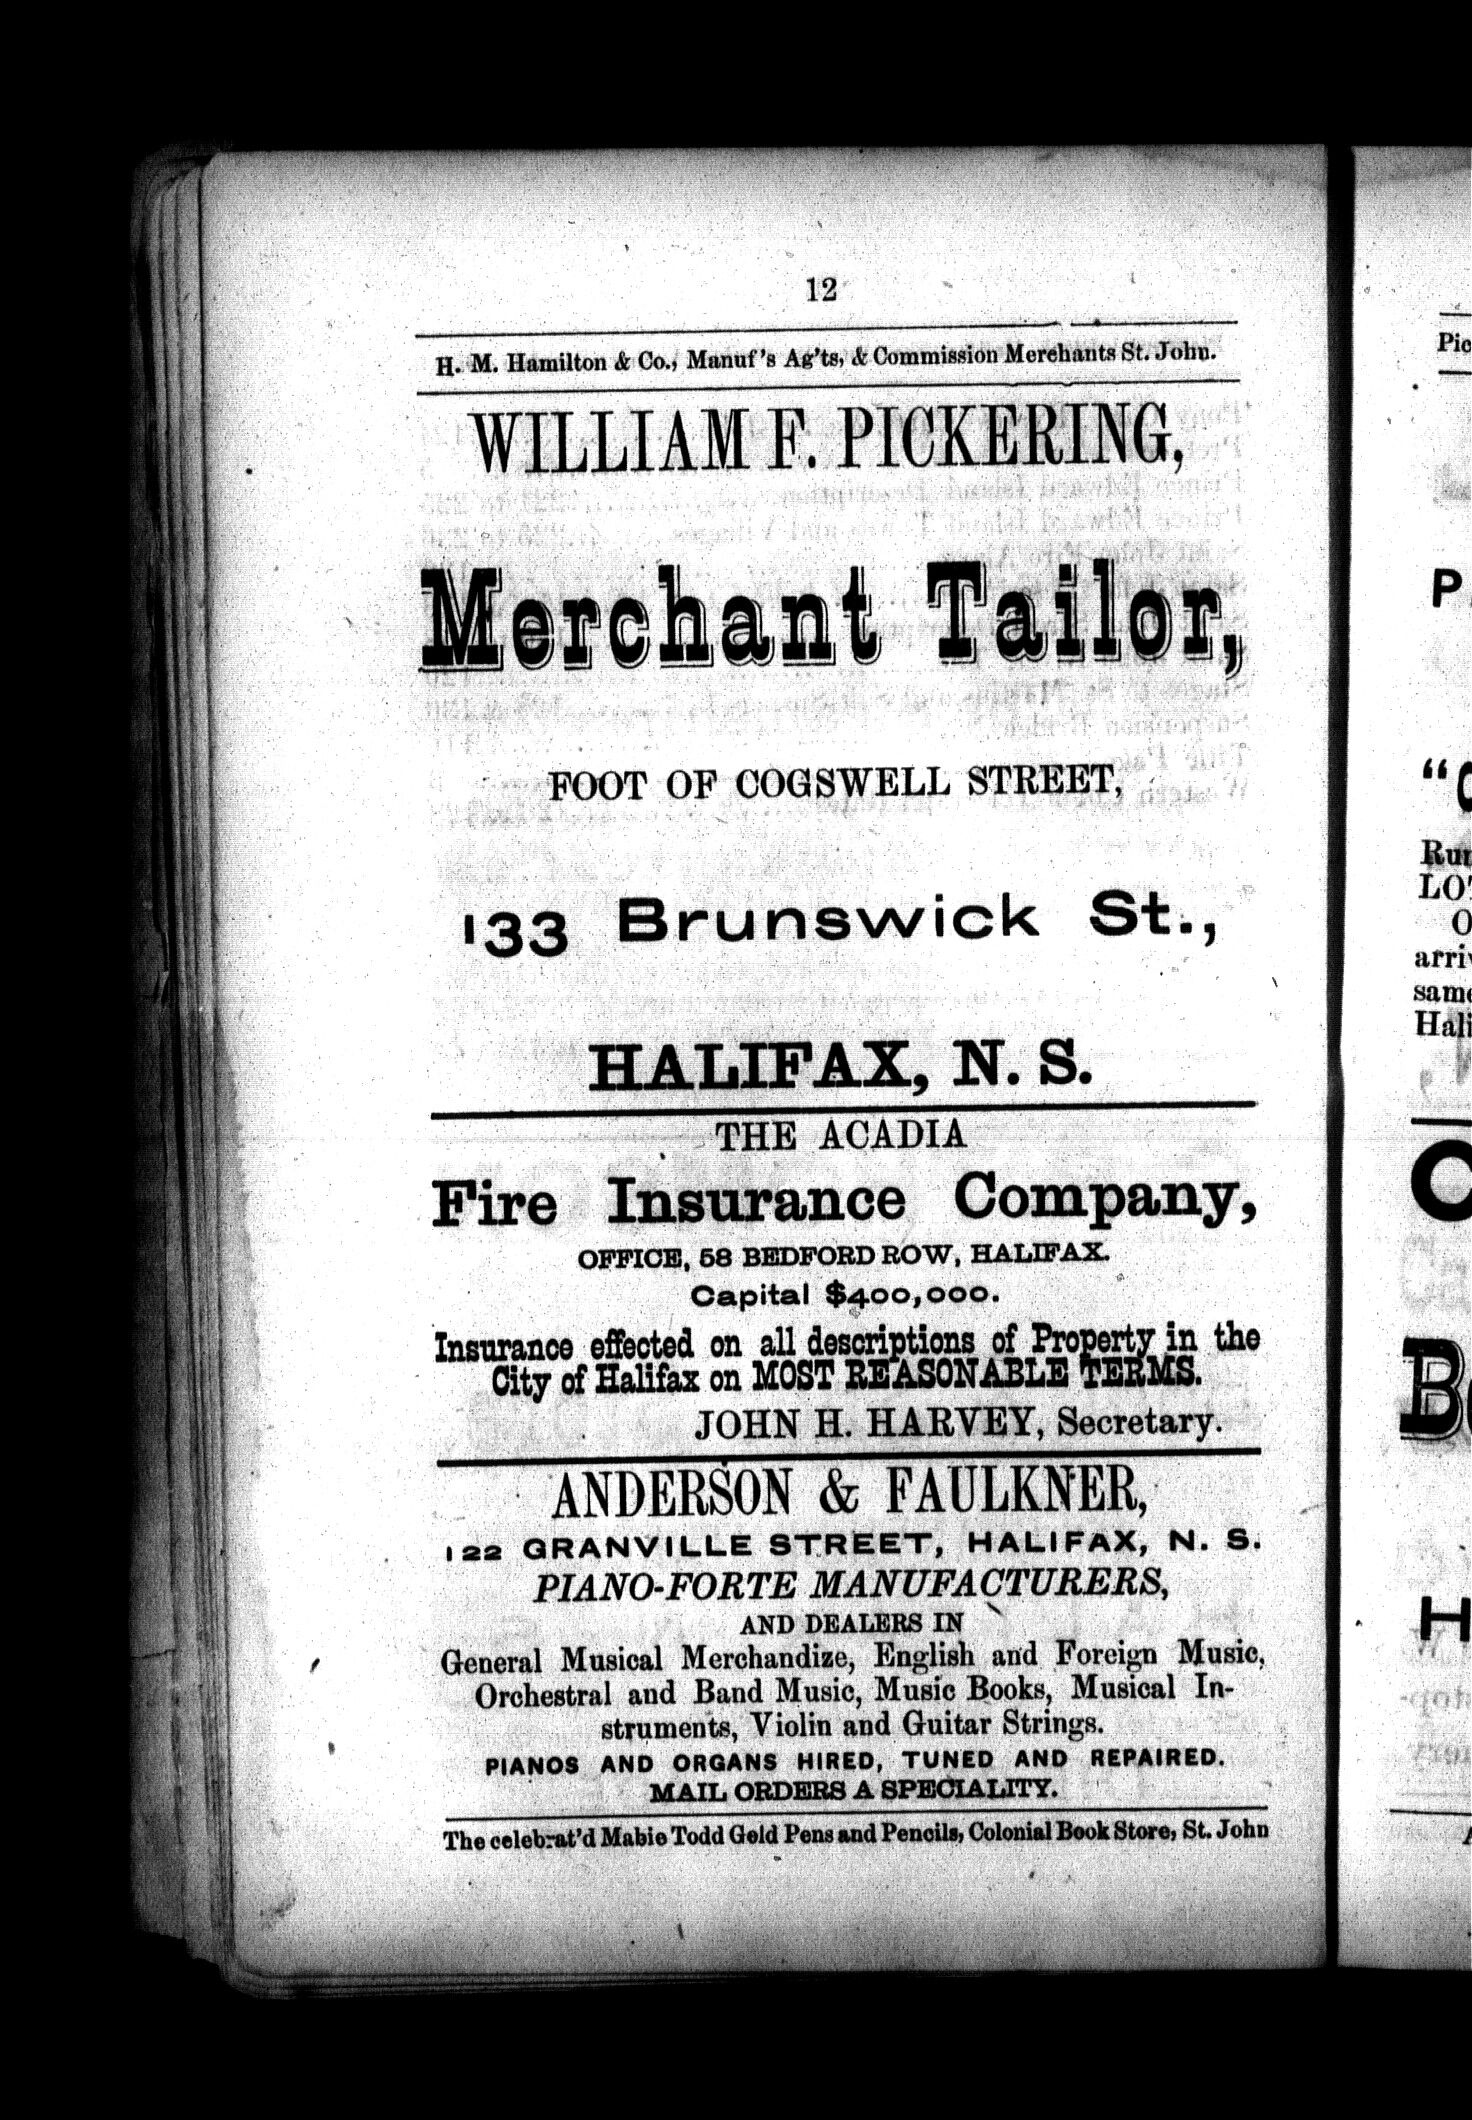 12
H. M. Hamilton & Co., Manuf's Ag'ts, & Commission Merchants St. John.
WILLIAM F. PICKERING,
Merchant Tailor,
FOOT OF COGSWELL STREET,
133 Brunswick St.,
HALIFAX, N. S.
THE ACADIA
Fire Insurance Company,
OFFICE, 58 BEDFORD ROW, HALIFAX.
Capital $400,000.
Insurance effected on all descriptions of Property in the
City of Halifax on MOST REASONABLE TERMS.
JOHN H. HARVEY, Secretary.
ANDERSON & FAULKNER,
122 GRANVILLE STREET, HALIFAX, N. S.
PIANO-FORTE MANUFACTURERS,
AND DEALERS IN
General Musical Merchandize, English and Foreign Music,
Orchestral and Band Music, Music Books, Musical In-
struments, Violin and Guitar Strings.
PIANOS AND ORGANS HIRED, TUNED AND REPAIRED.
MAIL ORDERS A SPECIALITY.
The celebrat'd Mabie Todd Gold Pens and Pencils, Colonial Book Store, St. John